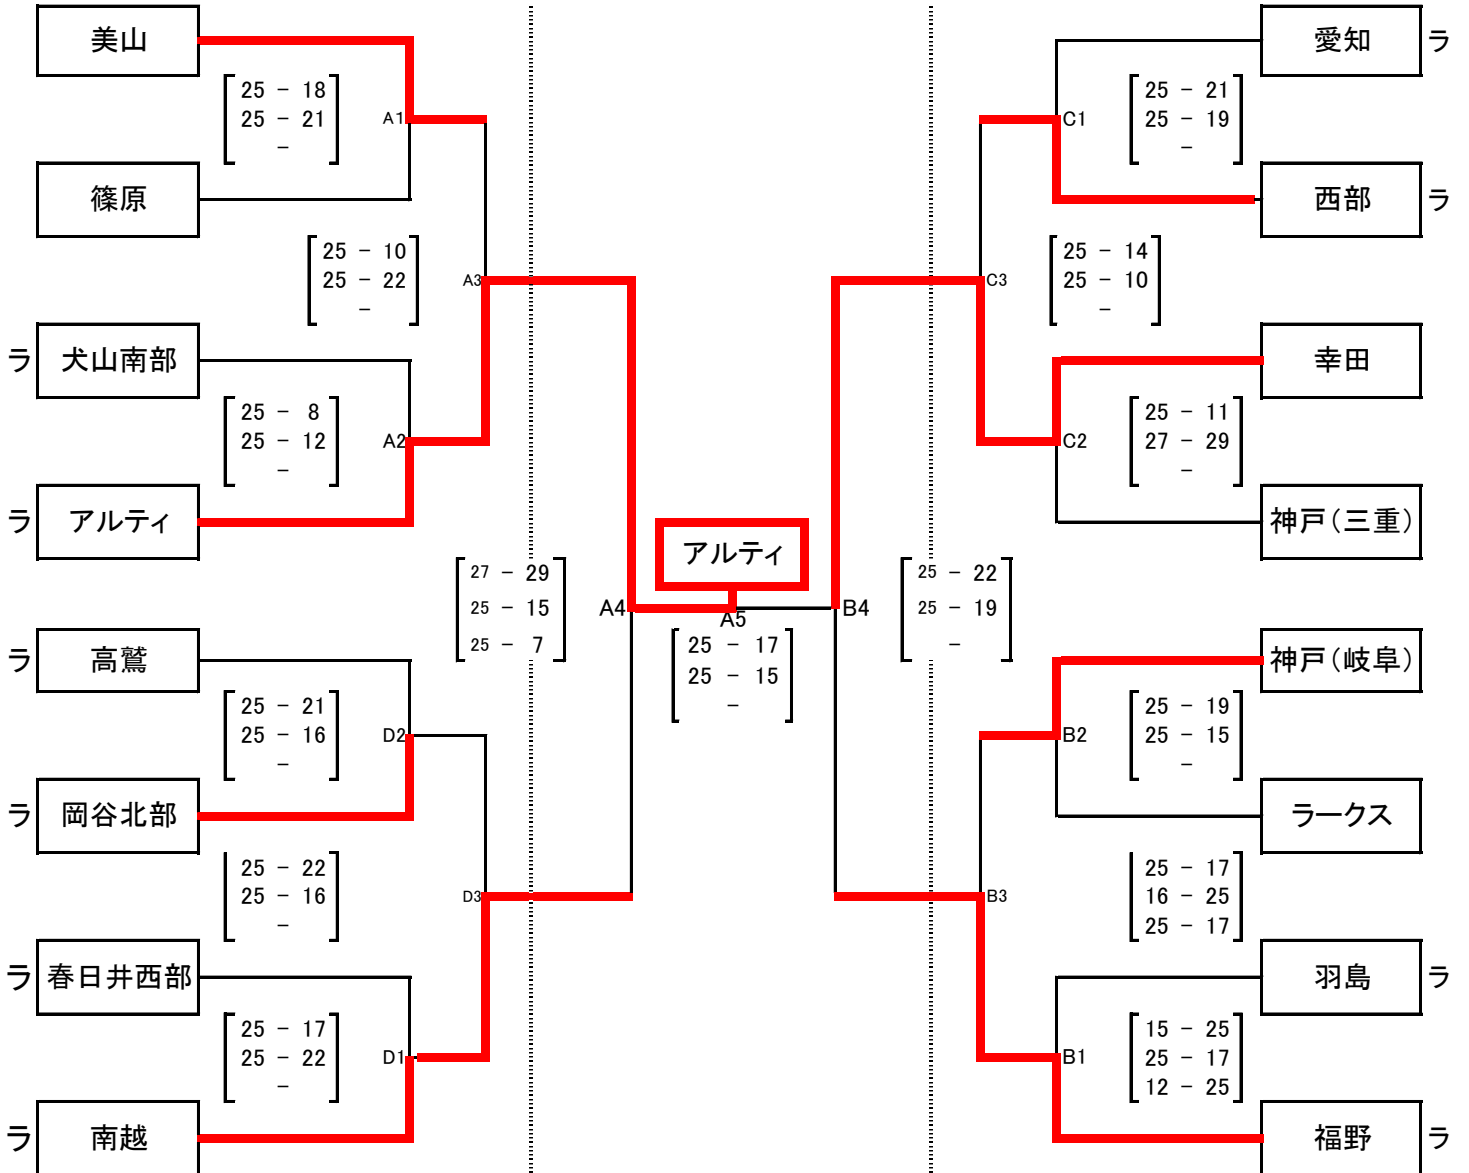 美山
愛知 ラ
25 - 18
25 - 21
-
A1
C1
25 - 21
25 - 19
-
篠原
西部 ラ
25 - 10
25 - 22
-
A3
C3
25 - 14
25 - 10
-
ラ 犬山南部
幸田
25 - 8
25 - 12
-
A2
C2
25 - 11
27 - 29
-
ラ アルティ
神戸(三重)
アルティ
27 - 29
25 - 15
25 - 7
A4
A5
B4
25 - 22
25 - 19
-
25 - 17
25 - 15
-
ラ 高鷲
神戸(岐阜)
25 - 21
25 - 16
-
D2
B2
25 - 19
25 - 15
-
ラ 岡谷北部
ラークス
25 - 22
25 - 16
-
D3
B3
25 - 17
16 - 25
25 - 17
ラ 春日井西部
羽島 ラ
25 - 17
25 - 22
-
D1
B1
15 - 25
25 - 17
12 - 25
ラ 南越
福野 ラ